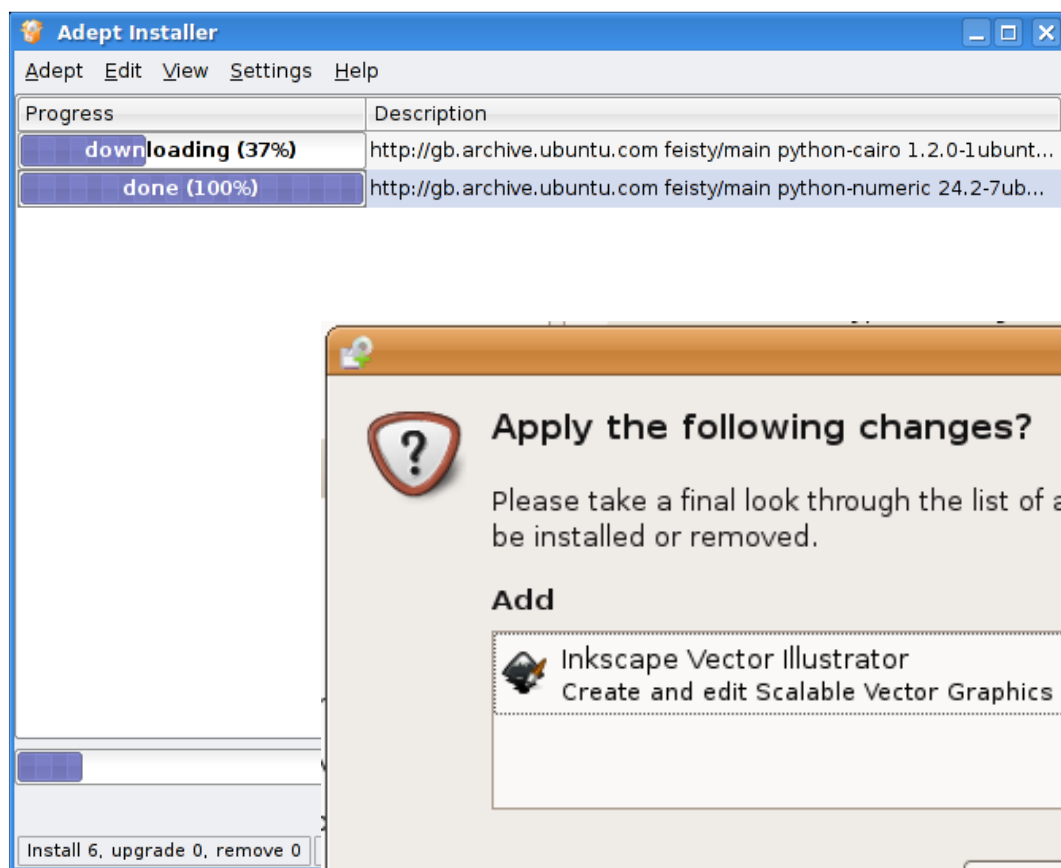 Adept Installer
Adept Edit View Settings Help
Progress Description
downloading (37%) http://gb.archive.ubuntu.com feisty/main python-cairo 1.2.0-1ubunt...
done (100%) http://gb.archive.ubuntu.com feisty/main python-numeric 24.2-7ub...
?
Apply the following changes?
Please take a final look through the list of a
be installed or removed.
Add
Inkscape Vector Illustrator
Create and edit Scalable Vector Graphics
Install 6, upgrade 0, remove 0